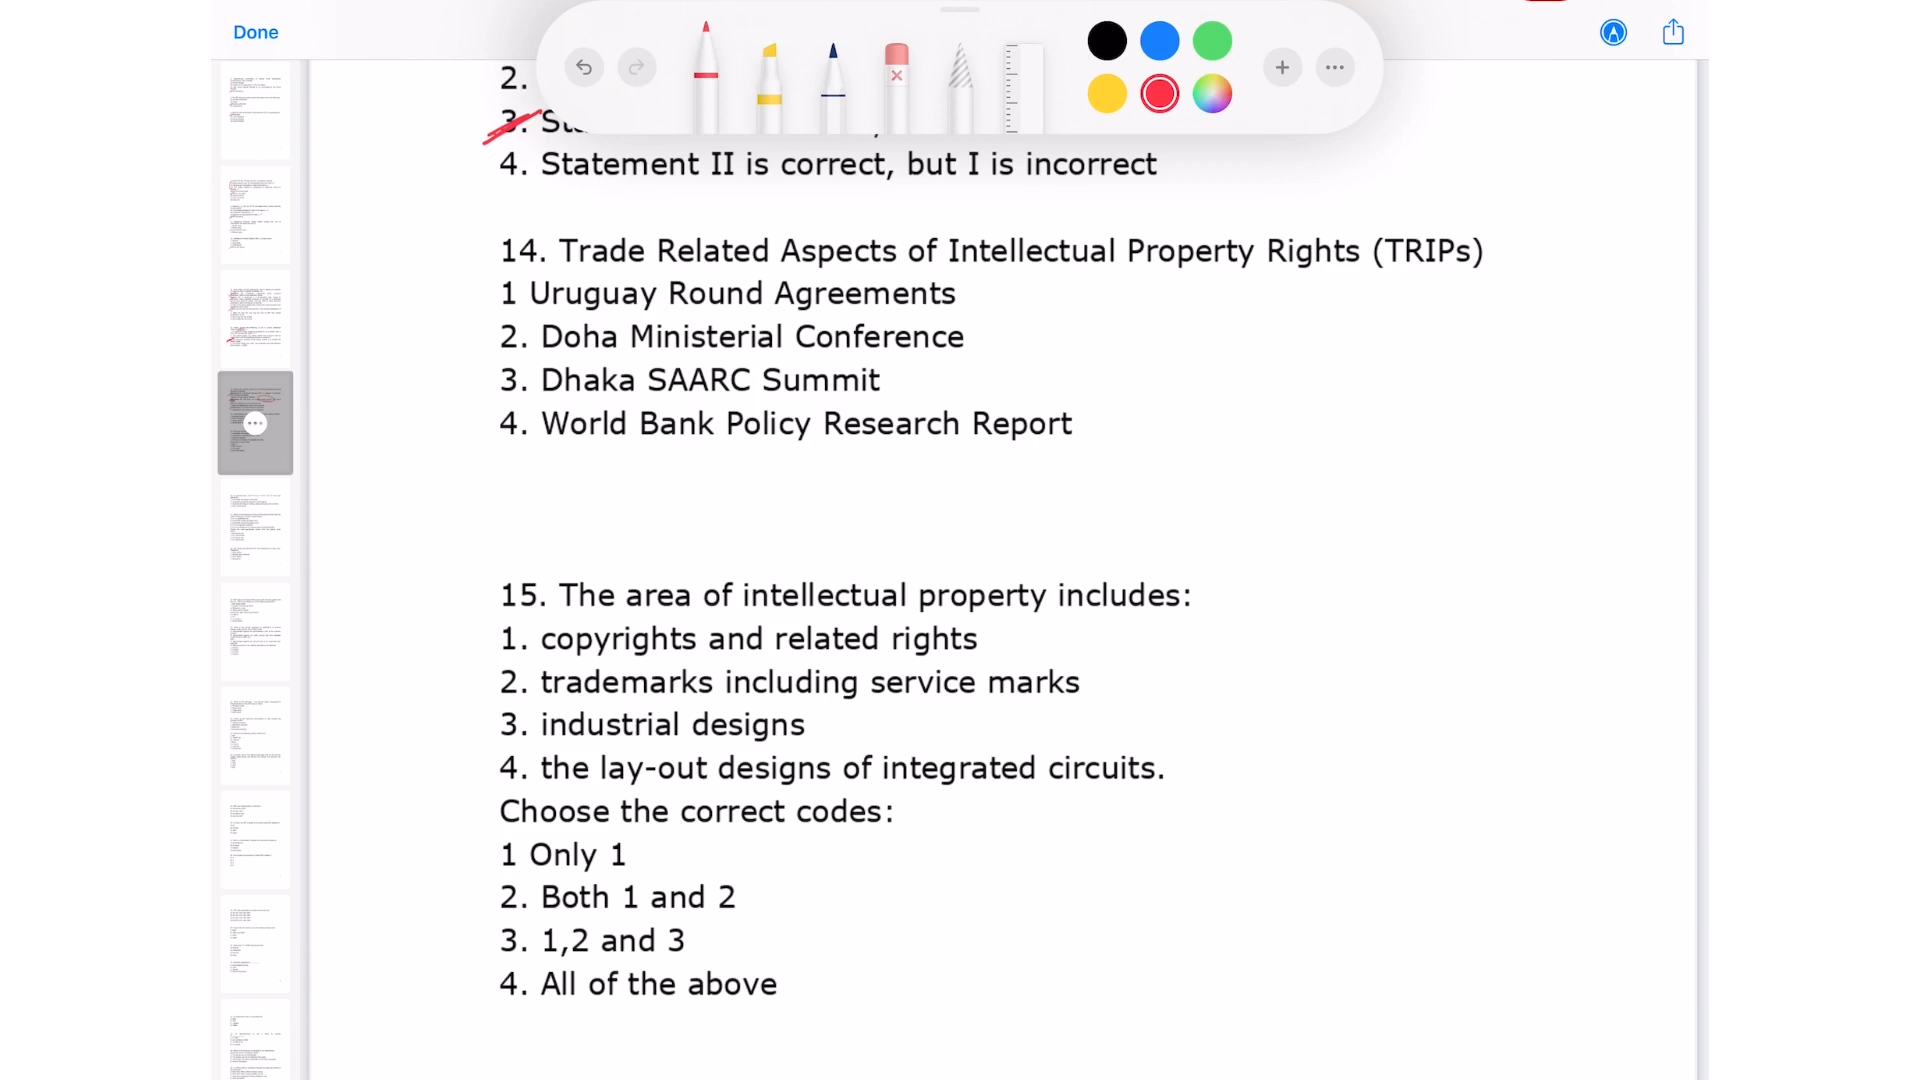 Done
2.
3. Sta
4. Statement II is correct, but I is incorrect
14. Trade Related Aspects of Intellectual Property Rights (TRIPs)
1 Uruguay Round Agreements
2. Doha Ministerial Conference
3. Dhaka SAARC Summit
4. World Bank Policy Research Report
15. The area of intellectual property includes:
1. copyrights and related rights
2. trademarks including service marks
3. industrial designs
4. the lay-out designs of integrated circuits.
Choose the correct codes:
1 Only 1
2. Both 1 and 2
3. 1,2 and 3
4. All of the above